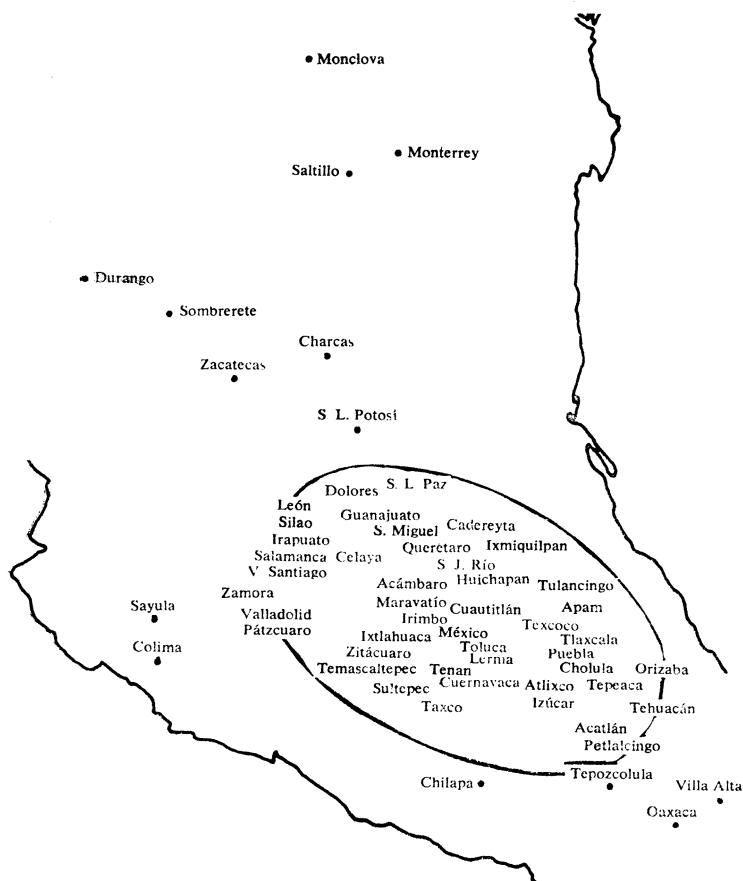 Monclova
Monterrey
Saltillo
Durango
Sombrerete
Charcas
Zacatecas
S. L. Potosí
Dolores
S. L. Paz
León
Silao
Guanajuato
S. Miguel
Cadereyta
Irapuato
Queretaro
Ixmiquilpan
Salamanca
Celaya
S. J. Río
V. Santiago
Acámbaro
Huichapan
Tulancingo
Zamora
Maravatío
Cuautitlán
Apam
Sayula
Valladolid
Irimbo
Texcoco
Pátzcuaro
Ixtlahuaca
México
Tlaxcala
Colima
Zitácuaro
Toluca
Lerma
Puebla
Temascaltepec
Tenan
Cholula
Orizaba
Sultepec
Cuernavaca
Atlixco
Tepeaca
Taxco
Izúcar
Tehuacán
Acatlán
Petlalcingo
Tepozcolula
Chilapa
Villa Alta
Oaxaca